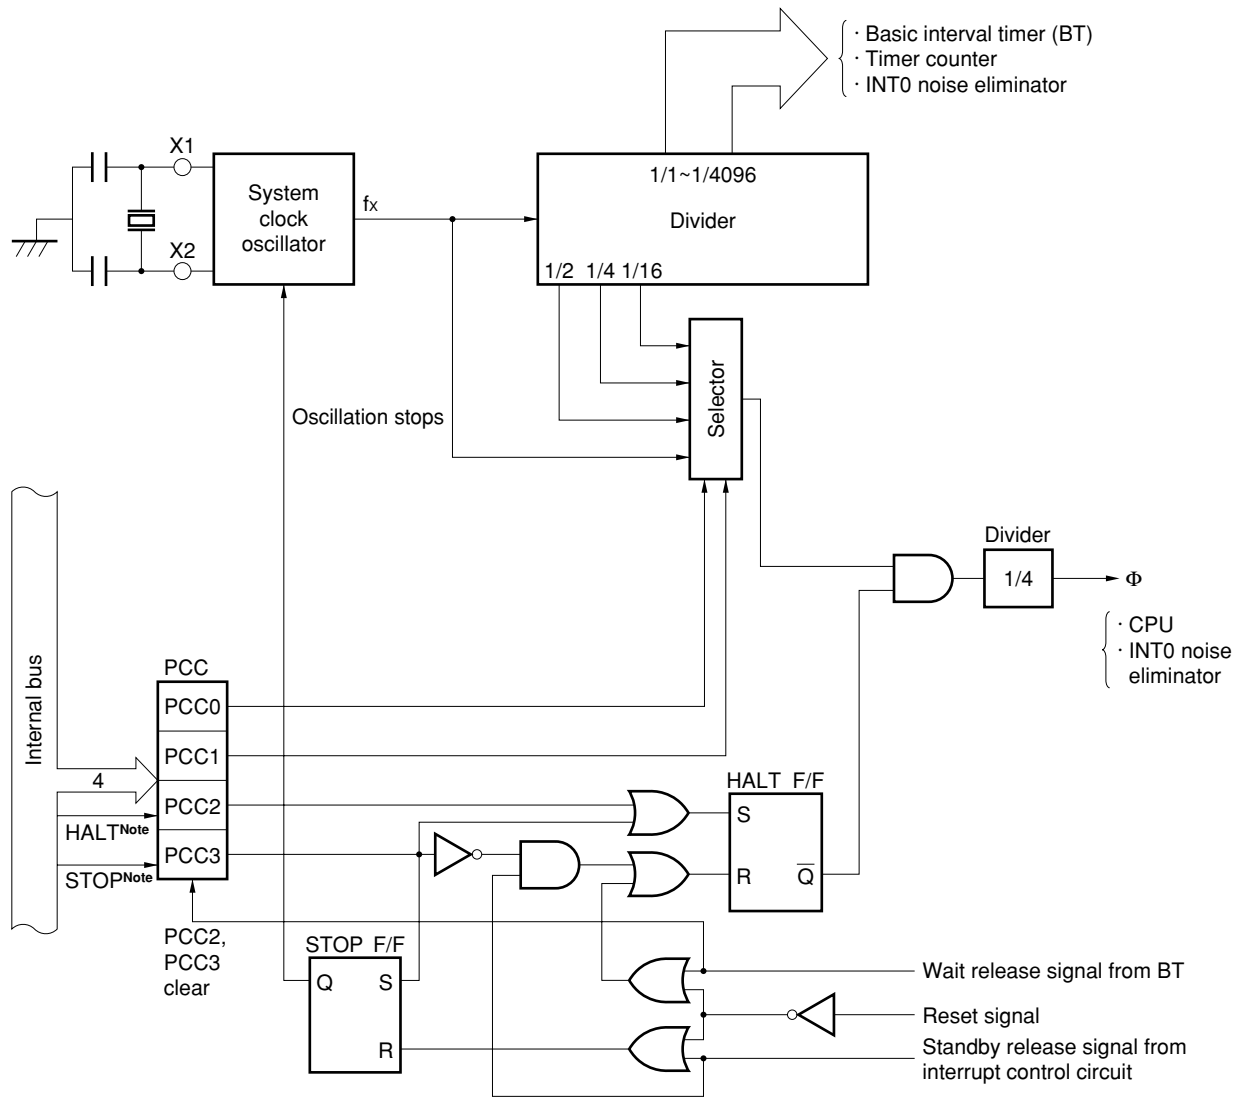 · Basic interval timer (BT)
· Timer counter
· INT0 noise eliminator
X1
System
clock
oscillator
fX
1/1~1/4096
Divider
X2
1/2 1/4 1/16
Selector
Oscillation stops
Divider
1/4
Φ
· CPU
· INT0 noise
eliminator
Internal bus
PCC
PCC0
PCC1
4
PCC2
HALTNote
PCC3
STOPNote
HALT F/F
S
R
Q̅
PCC2,
PCC3
clear
STOP F/F
Q
S
R
Wait release signal from BT
Reset signal
Standby release signal from
interrupt control circuit